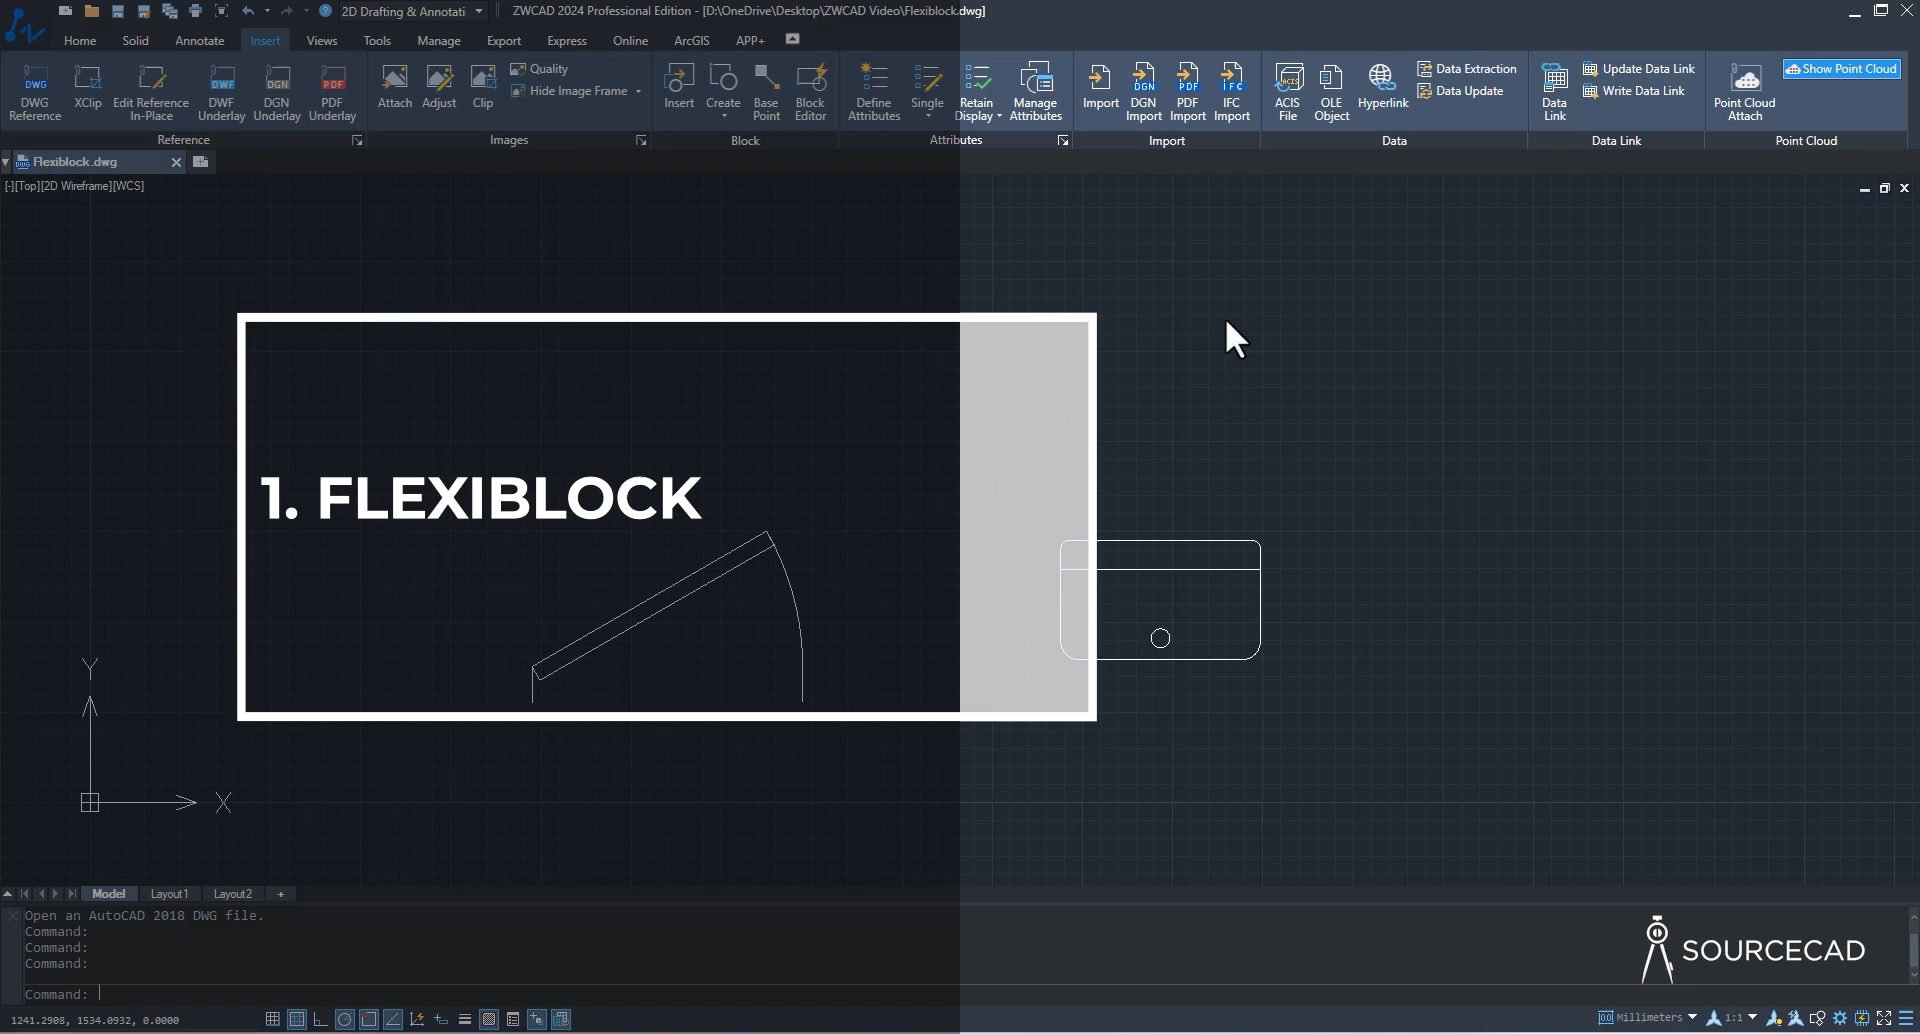 2D Drafting & Annotati
ZWCAD 2024 Professional Edition - [D:\OneDrive\Desktop\ZWCAD Video\Flexiblock.dwg]
Home Solid Annotate Insert Views Tools Manage Export Express Online ArcGIS APP+
DWG Reference
XClip
Edit Reference In-Place
DWF Underlay
DGN Underlay
PDF Underlay
Attach
Adjust
Clip
Quality
Hide Image Frame
Insert
Create
Base Point
Block Editor
Define Attributes
Single
Retain Display
Manage Attributes
Import
DGN Import
PDF Import
IFC Import
ACIS File
OLE Object
Hyperlink
Data Extraction
Data Update
Data Link
Update Data Link
Write Data Link
Point Cloud Attach
Show Point Cloud
Reference Images Block Attributes Import Data Data Link Point Cloud
Flexiblock.dwg
[-][Top][2D Wireframe][WCS]
1. FLEXIBLOCK
Y
X
Model Layout1 Layout2 +
Open an AutoCAD 2018 DWG file.
Command:
Command:
Command:
Command:
SOURCECAD
1241.2908, 1534.0932, 0.0000
Millimeters
1:1